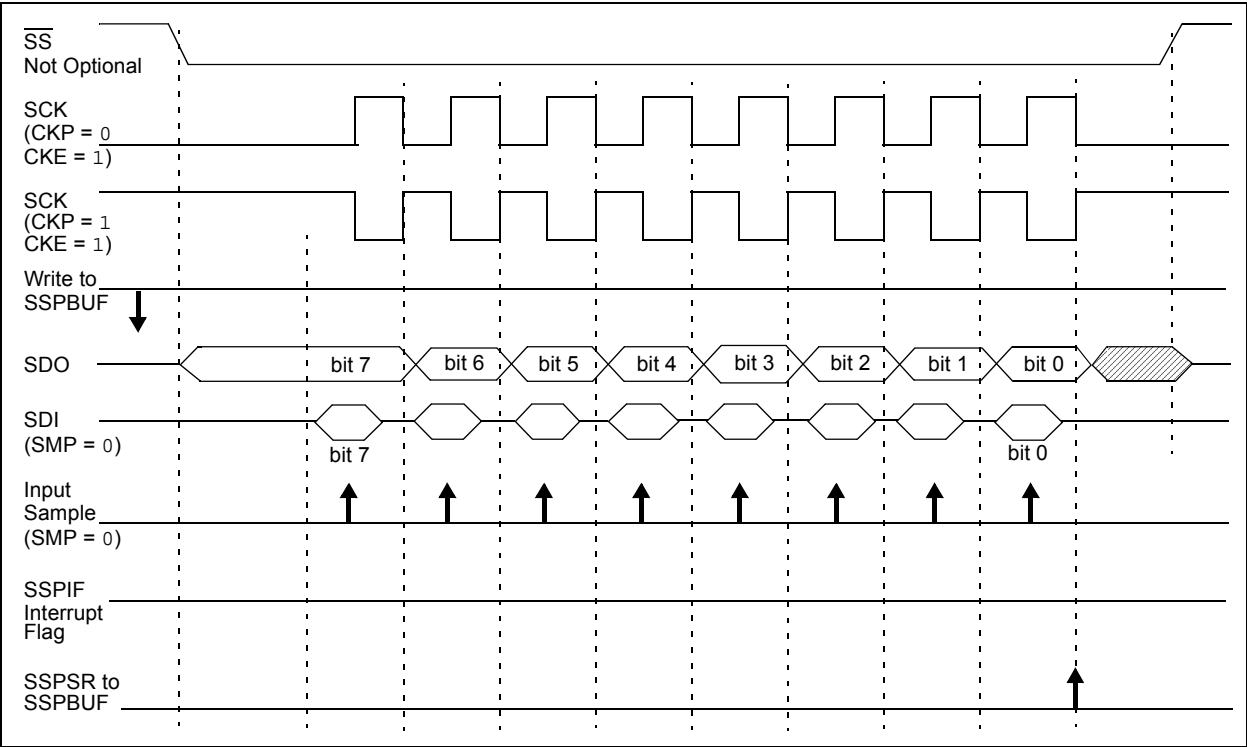 SS
Not Optional
SCK
(CKP = 0
CKE = 1)
SCK
(CKP = 1
CKE = 1)
Write to
SSPBUF
SDO
bit 7 bit 6 bit 5 bit 4 bit 3 bit 2 bit 1 bit 0
SDI
(SMP = 0)
bit 7 bit 0
Input
Sample
(SMP = 0)
SSPIF
Interrupt
Flag
SSPSR to
SSPBUF